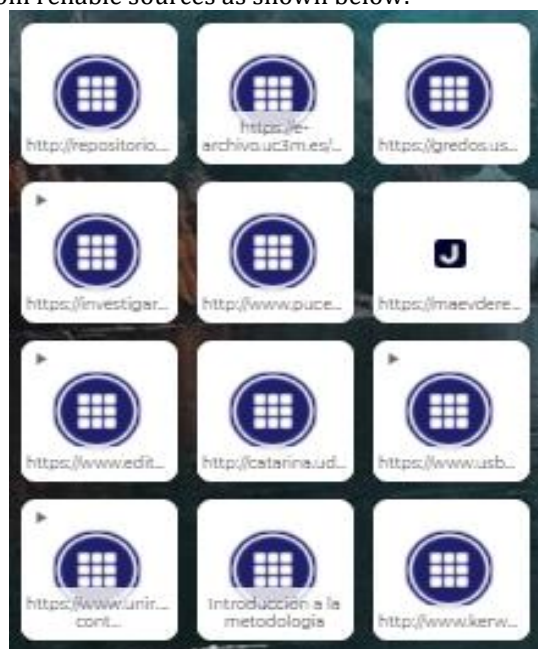 om reliable sources as shown below:
http://repositorio....
https://e-
archivo.uc3m.es/...
https://gredos.us...
https://investigar...
http://www.puce...
J
https://maevdere...
https://www.edit...
http://catarina.ud...
https://www.usb...
https://www.unir....
cont...
Introducción a la
metodología
http://www.kerw...